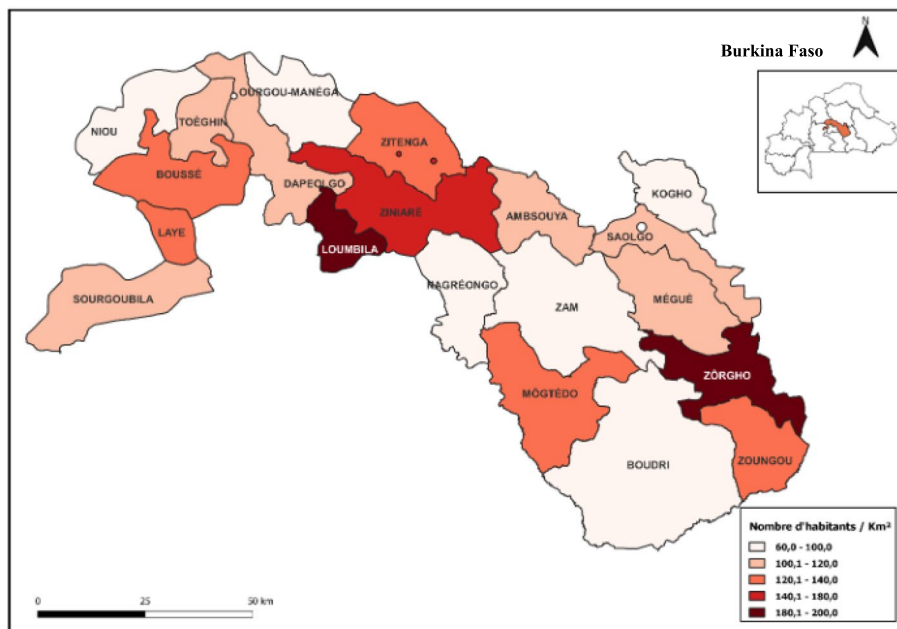 N
Burkina Faso
OURGOU-MANÉGA
NIOU
TOÉGHIN
ZITENGA
BOUSSÉ
DAPEOLGO
KOGHO
ZINIARÉ
AMBSOUYA
LAYE
SAOLGO
LOUMBILA
NAGRÉONGO
SOURGOUBILA
ZAM
MÉGUÉ
ZÔRGHO
MÔGTÉDO
BOUDRI
ZOUNGOU
Nombre d'habitants / Km²
60,0 - 100,0
100,1 - 120,0
120,1 - 140,0
140,1 - 180,0
180,1 - 200,0
0 25 50 km